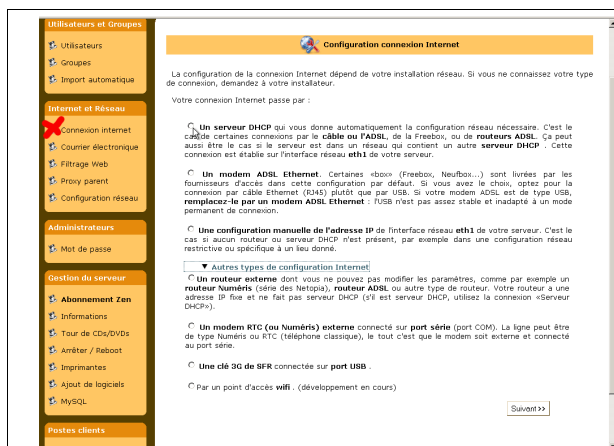 Utilisateurs et Groupes
Utilisateurs
Groupes
Import automatique
Internet et Réseau
Connexion internet
Courrier électronique
Filtrage Web
Proxy parent
Configuration réseau
Administrateurs
Mot de passe
Gestion du serveur
Abonnement Zen
Informations
Tour de CDs/DVDs
Arrêter / Reboot
Imprimantes
Ajout de logiciels
MySQL
Postes clients
Configuration connexion Internet
La configuration de la connexion Internet dépend de votre installation réseau. Si vous ne connaissez votre type
de connexion, demandez à votre installateur.
Votre connexion Internet passe par :
Un serveur DHCP qui vous donne automatiquement la configuration réseau nécessaire. C'est le
cas de certaines connexions par le câble ou l'ADSL, de la Freebox, ou de routeurs ADSL. Ça peut
aussi être le cas si le serveur est dans un réseau qui contient un autre serveur DHCP . Cette
connexion est établie sur l'interface réseau eth1 de votre serveur.
Un modem ADSL Ethernet. Certaines «box» (Freebox, Neufbox...) sont livrées par les
fournisseurs d'accès dans cette configuration par défaut. Si vous avez le choix, optez pour la
connexion par câble Ethernet (RJ45) plutôt que par USB. Si votre modem ADSL est de type USB,
remplacez-le par un modem ADSL Ethernet : l'USB n'est pas assez stable et inadapté à un mode
permanent de connexion.
Une configuration manuelle de l'adresse IP de l'interface réseau eth1 de votre serveur. C'est le
cas si aucun routeur ou serveur DHCP n'est présent, par exemple dans une configuration réseau
restrictive ou spécifique à un lieu donné.
▼ Autres types de configuration Internet
Un routeur externe dont vous ne pouvez pas modifier les paramètres, comme par exemple un
routeur Numéris (série des Netopia), routeur ADSL ou autre type de routeur. Votre routeur a une
adresse IP fixe et ne fait pas serveur DHCP (s'il est serveur DHCP, utilisez la connexion «Serveur
DHCP»).
Un modem RTC (ou Numéris) externe connecté sur port série (port COM). La ligne peut être
de type Numéris ou RTC (téléphone classique), le tout c'est que le modem soit externe et connecté
au port série.
Une clé 3G de SFR connectée sur port USB .
Par un point d'accès wifi . (développement en cours)
Suivant >>